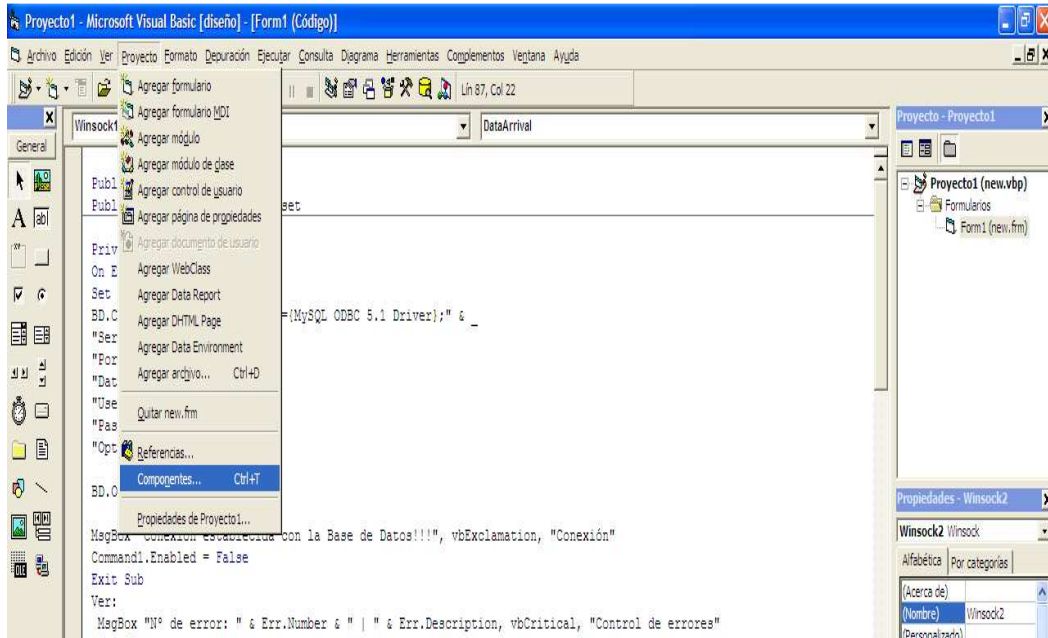 Proyecto1 - Microsoft Visual Basic [diseño] - [Form1 (Código)]
Archivo Edición Ver Proyecto Formato Depuración Ejecutar Consulta Diagrama Herramientas Complementos Ventana Ayuda
Lín 87, Col 22
General
Agregar formulario
Agregar formulario MDI
Agregar módulo
Agregar módulo de clase
Agregar control de usuario
Agregar página de propiedades
Agregar documento de usuario
Agregar WebClass
Agregar Data Report
Agregar DHTML Page
Agregar Data Environment
Agregar archivo... Ctrl+D
Quitar new.frm
Referencias...
Componentes... Ctrl+T
Propiedades de Proyecto1...
Winsock1 DataArrival
Publ
Publ set
Priv
On E
Set
BD.C ={MySQL ODBC 5.1 Driver};" & _
"Ser
"Por
"Dat
"Use
"Pas
"Opt
BD.O
MsgBox "Conexión establecida con la Base de Datos!!!", vbExclamation, "Conexión"
Command1.Enabled = False
Exit Sub
Ver:
MsgBox "Nº de error: " & Err.Number & " | " & Err.Description, vbCritical, "Control de errores"
Proyecto - Proyecto1
Proyecto1 (new.vbp)
Formularios
Form1 (new.frm)
Propiedades - Winsock2
Winsock2 Winsock
Alfabética Por categorías
(Acerca de)
(Nombre) Winsock2
(Personalizado)